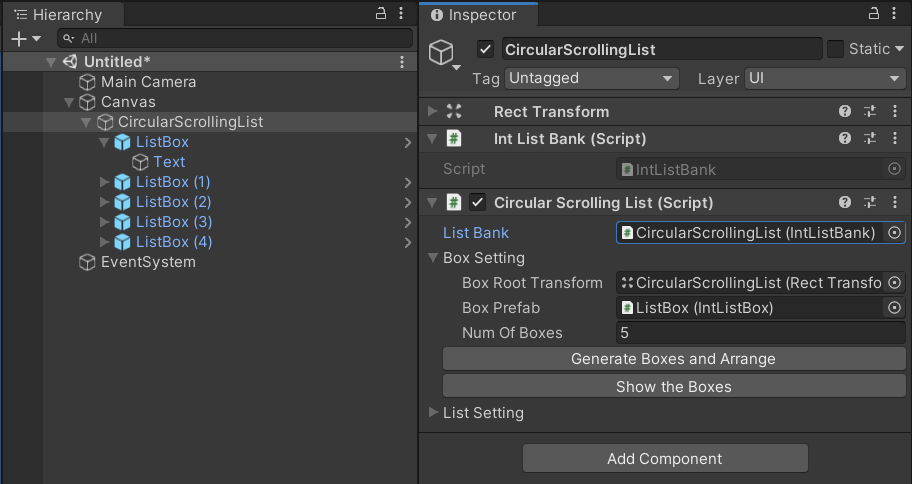 Hierarchy
All
Untitled*
Main Camera
Canvas
CircularScrollingList
ListBox
Text
ListBox (1)
ListBox (2)
ListBox (3)
ListBox (4)
EventSystem
Inspector
CircularScrollingList Static
Tag Untagged Layer UI
Rect Transform
Int List Bank (Script)
Script IntListBank
Circular Scrolling List (Script)
List Bank CircularScrollingList (IntListBank)
Box Setting
Box Root Transform CircularScrollingList (Rect Transfo
Box Prefab ListBox (IntListBox)
Num Of Boxes 5
Generate Boxes and Arrange
Show the Boxes
List Setting
Add Component